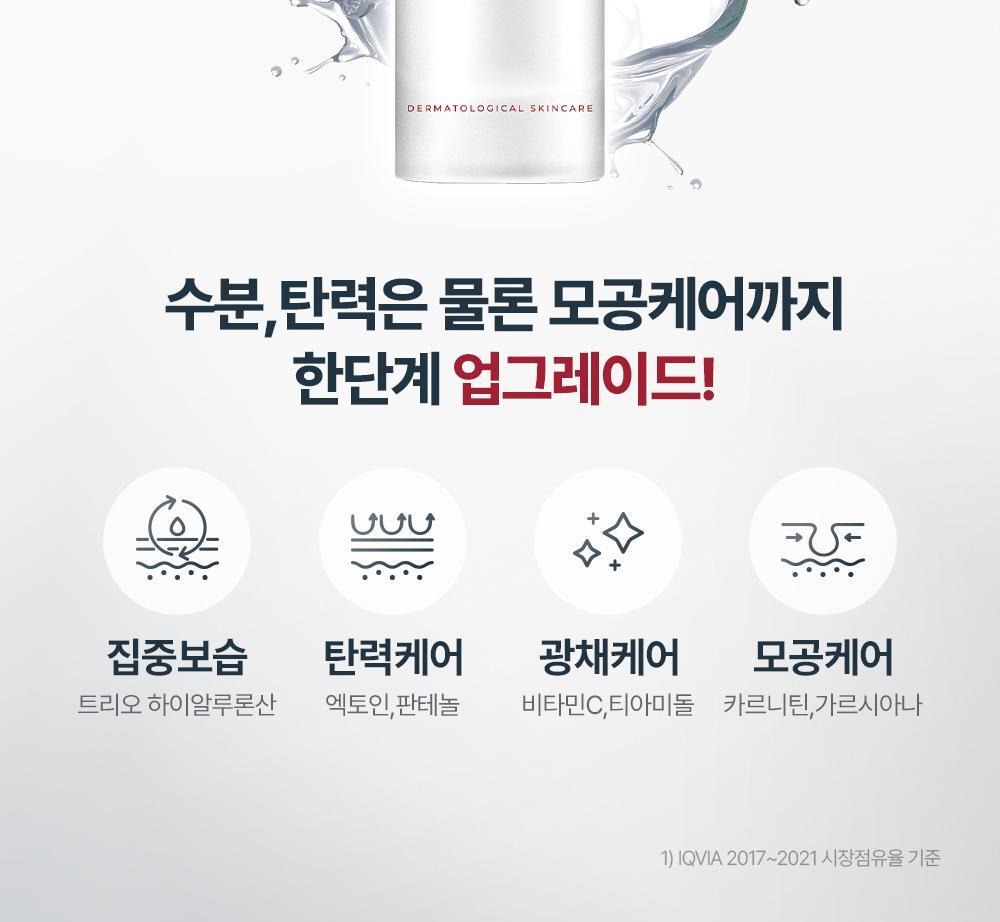 DERMATOLOGICAL SKINCARE
수분,탄력은 물론 모공케어까지
한단계 업그레이드!
집중보습
트리오 하이알루론산
탄력케어
엑토인,판테놀
광채케어
비타민C,티아미돌
모공케어
카르니틴,가르시아나
1) IQVIA 2017~2021 시장점유율 기준